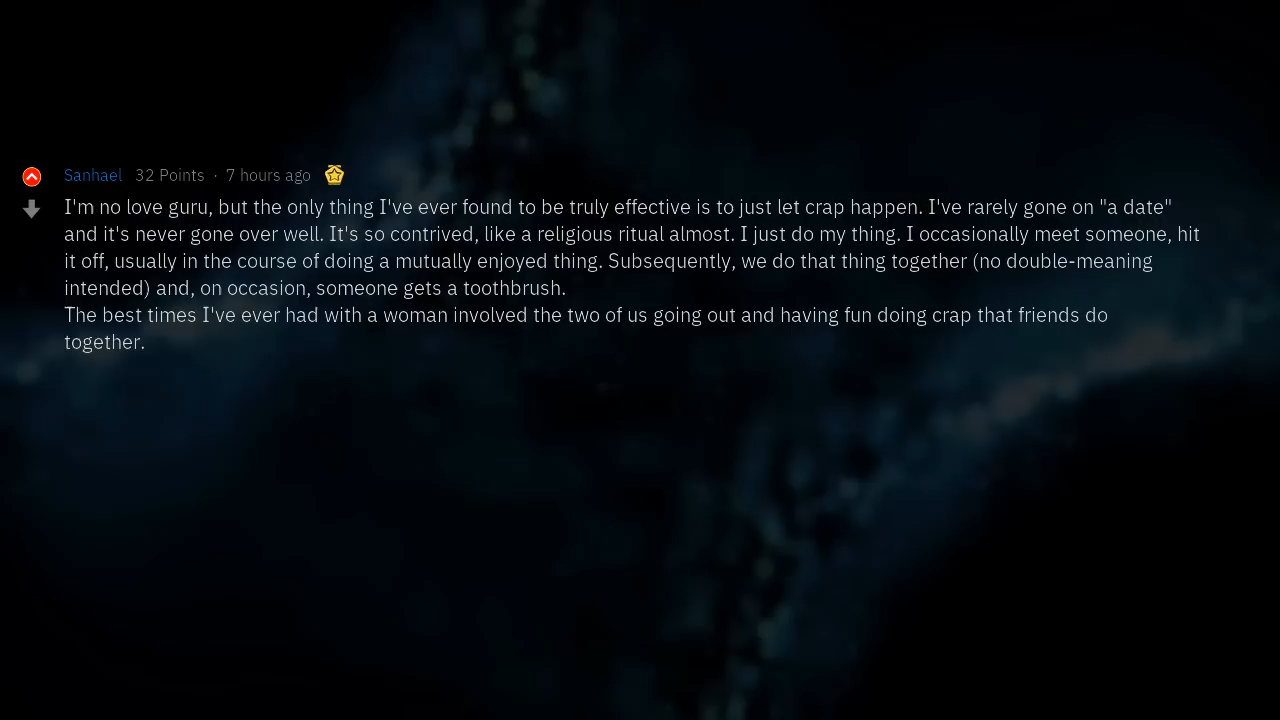 Sanhael 32 Points · 7 hours ago
I'm no love guru, but the only thing I've ever found to be truly effective is to just let crap happen. I've rarely gone on "a date"
and it's never gone over well. It's so contrived, like a religious ritual almost. I just do my thing. I occasionally meet someone, hit
it off, usually in the course of doing a mutually enjoyed thing. Subsequently, we do that thing together (no double-meaning
intended) and, on occasion, someone gets a toothbrush.
The best times I've ever had with a woman involved the two of us going out and having fun doing crap that friends do
together.